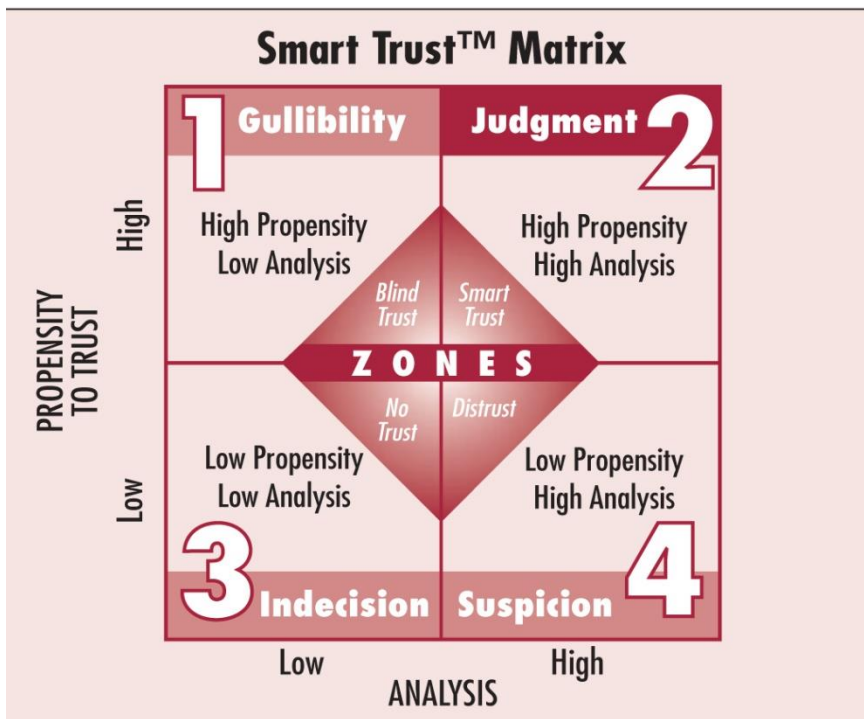 Smart Trust™ Matrix
1 Gullibility
Judgment 2
High Propensity
Low Analysis
High Propensity
High Analysis
Blind
Trust
Smart
Trust
ZONES
No
Trust
Distrust
Low Propensity
Low Analysis
Low Propensity
High Analysis
3 Indecision
Suspicion 4
PROPENSITY
TO TRUST
High
Low
Low
High
ANALYSIS